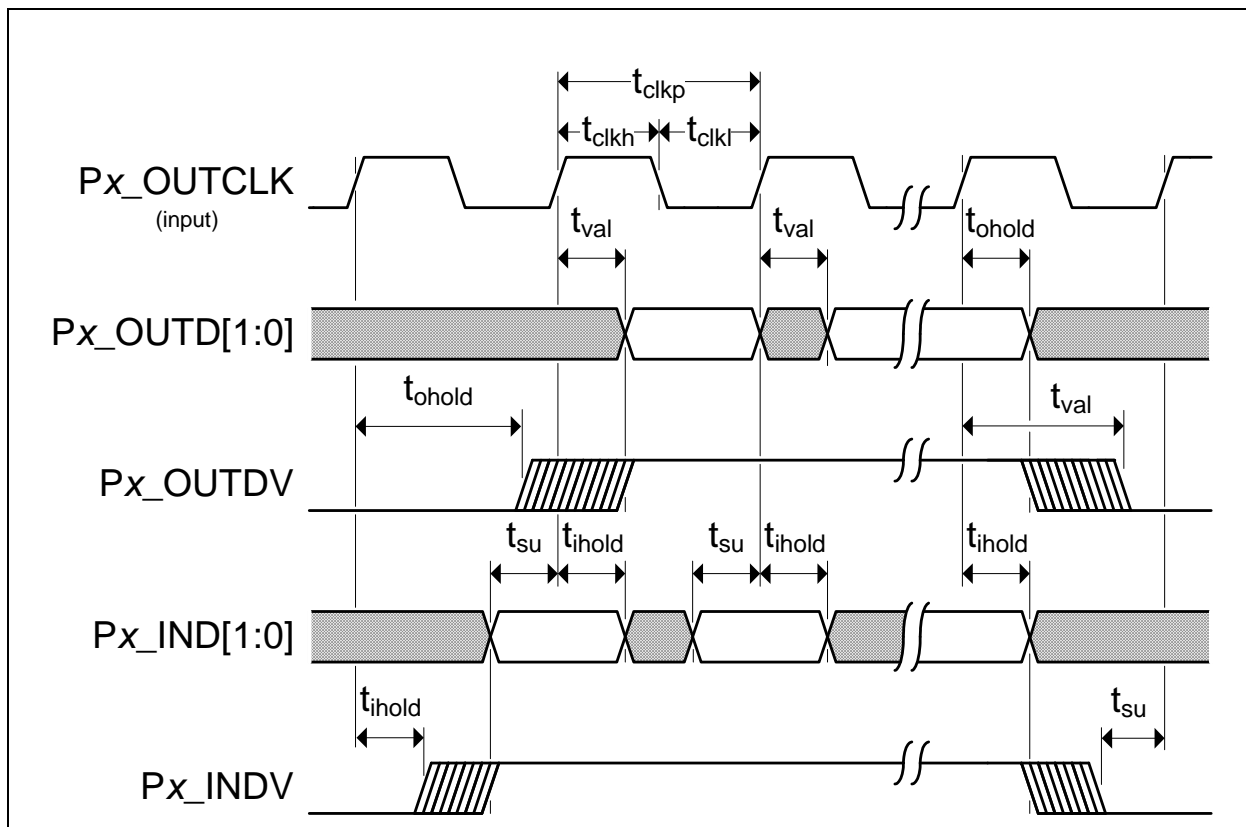 tclkp
tclkh tclkl
Px_OUTCLK
(input)
tval tval tohold
Px_OUTD[1:0]
tohold tval
Px_OUTDV
tsu tihold tsu tihold tihold
Px_IND[1:0]
tihold tsu
Px_INDV